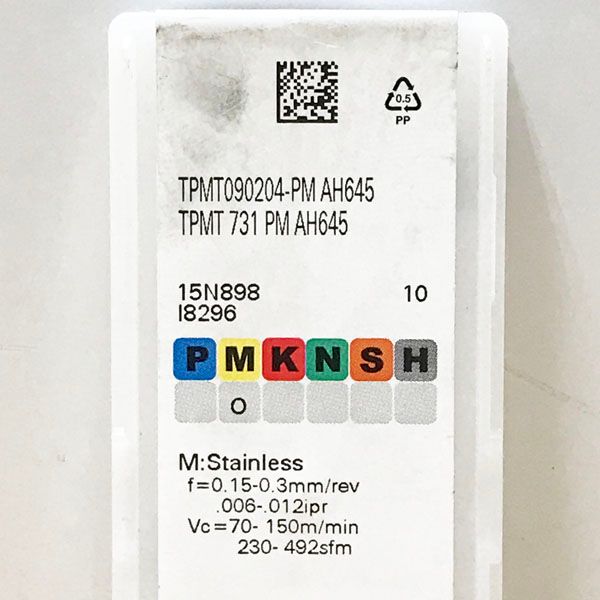 0.5
PP
TPMT090204-PM AH645
TPMT 731 PM AH645
15N898 10
I8296
P M K N S H
O
M:Stainless
f=0.15-0.3mm/rev
.006-.012ipr
Vc=70- 150m/min
230- 492sfm